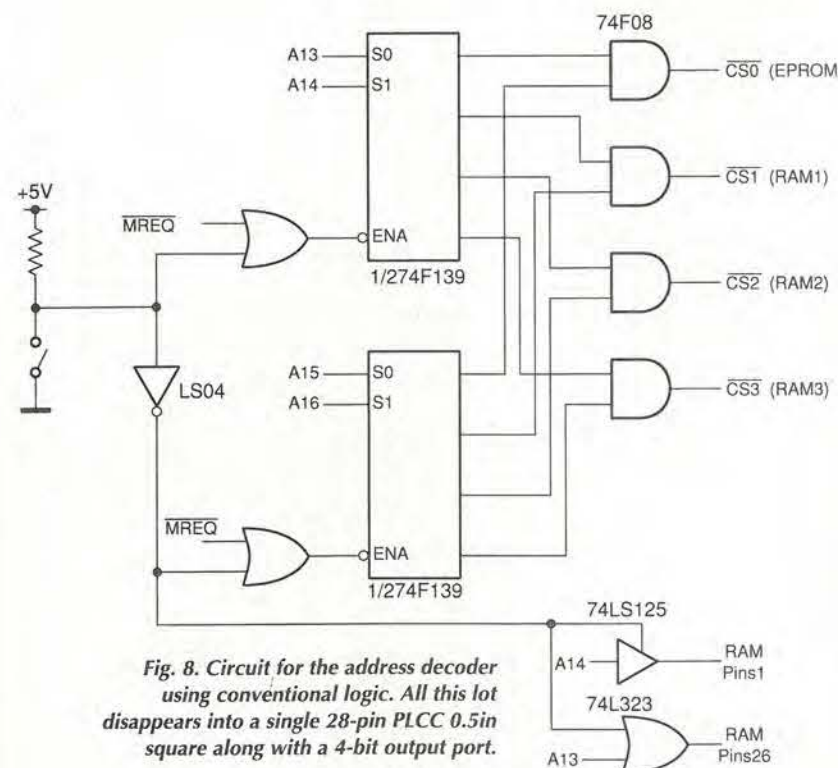 74F08
A13 S0
A14 S1
CS0 (EPROM
CS1 (RAM1)
+5V
MREQ
ENA
1/274F139
CS2 (RAM2)
A15 S0
A16 S1
CS3 (RAM3)
LS04
MREQ
ENA
1/274F139
74LS125
A14
RAM
Pins1
74L323
A13
RAM
Pins26
Fig. 8. Circuit for the address decoder
using conventional logic. All this lot
disappears into a single 28-pin PLCC 0.5in
square along with a 4-bit output port.